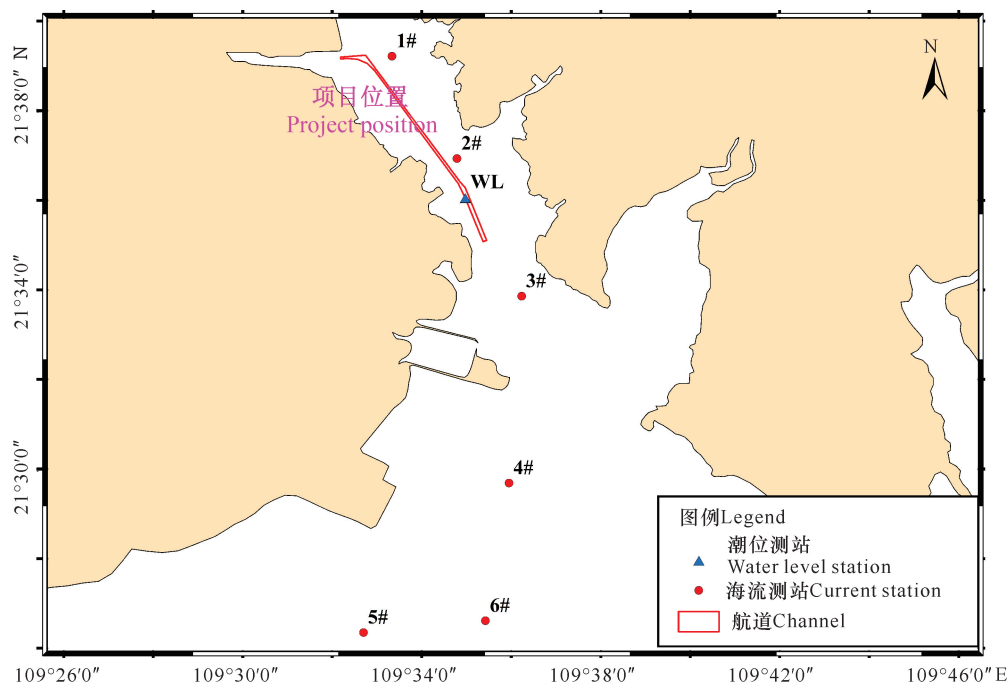 1#
N
项目位置
Project position
2#
WL
3#
4#
5#
6#
图例Legend
潮位测站
Water level station
海流测站Current station
航道Channel
21°38′0″ N
21°34′0″
21°30′0″
109°26′0″
109°30′0″
109°34′0″
109°38′0″
109°42′0″
109°46′0″E